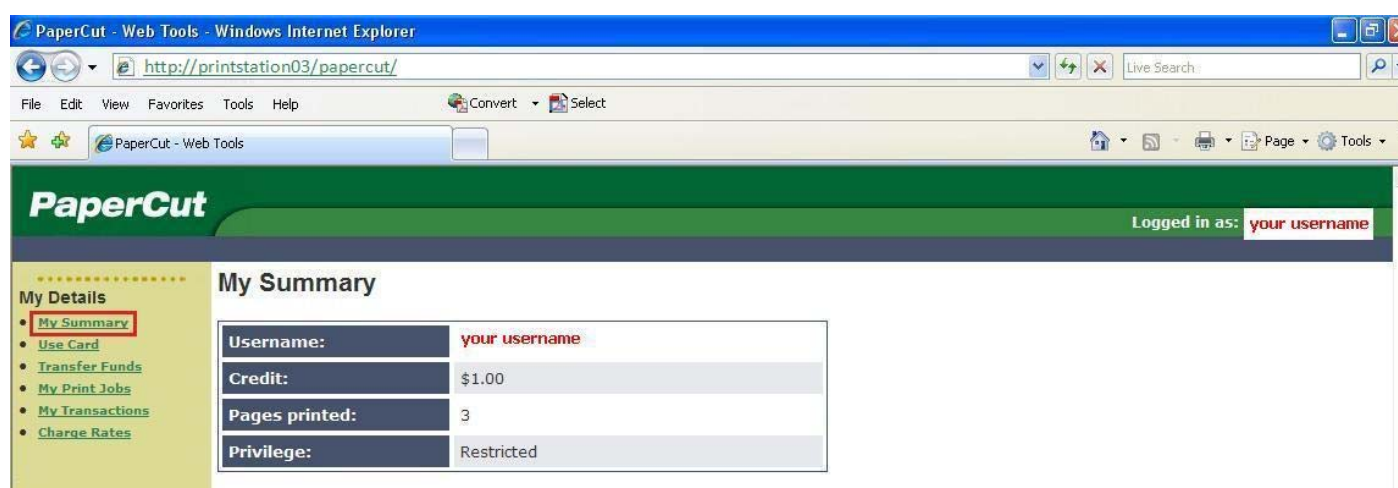 PaperCut - Web Tools - Windows Internet Explorer
http://printstation03/papercut/
Live Search
File Edit View Favorites Tools Help
Convert Select
PaperCut - Web Tools
Page Tools
PaperCut
Logged in as: your username
My Details
My Summary
Use Card
Transfer Funds
My Print Jobs
My Transactions
Charge Rates
My Summary
Username: your username
Credit: $1.00
Pages printed: 3
Privilege: Restricted